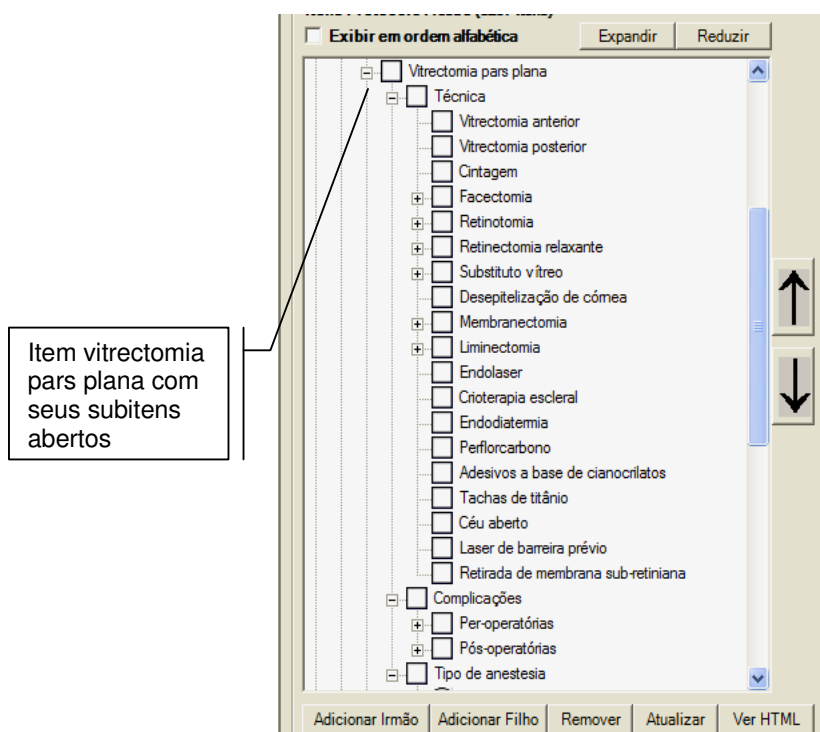 Exibir em ordem alfabética
Expandir
Reduzir
Vitrectomia pars plana
Técnica
Vitrectomia anterior
Vitrectomia posterior
Cintagem
Facectomia
Retinotomia
Retinectomia relaxante
Substituto vítreo
Desepitelização de córnea
Membranectomia
Liminectomia
Endolaser
Crioterapia escleral
Endodiatermia
Perflorcarbono
Adesivos a base de cianocrilatos
Tachas de titânio
Céu aberto
Laser de barreira prévio
Retirada de membrana sub-retiniana
Complicações
Per-operatórias
Pós-operatórias
Tipo de anestesia
Adicionar Irmão
Adicionar Filho
Remover
Atualizar
Ver HTML
Item vitrectomia
pars plana com
seus subitens
abertos